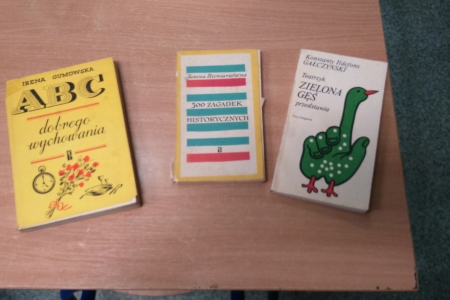 IRENA GUMOWSKA
ABC
dobrego
wychowania
500 ZAGADEK
HISTORYCZNYCH
Konstanty Ildefons
GAŁCZYŃSKI
Teatrzyk
ZIELONA
GĘŚ
przedstawia